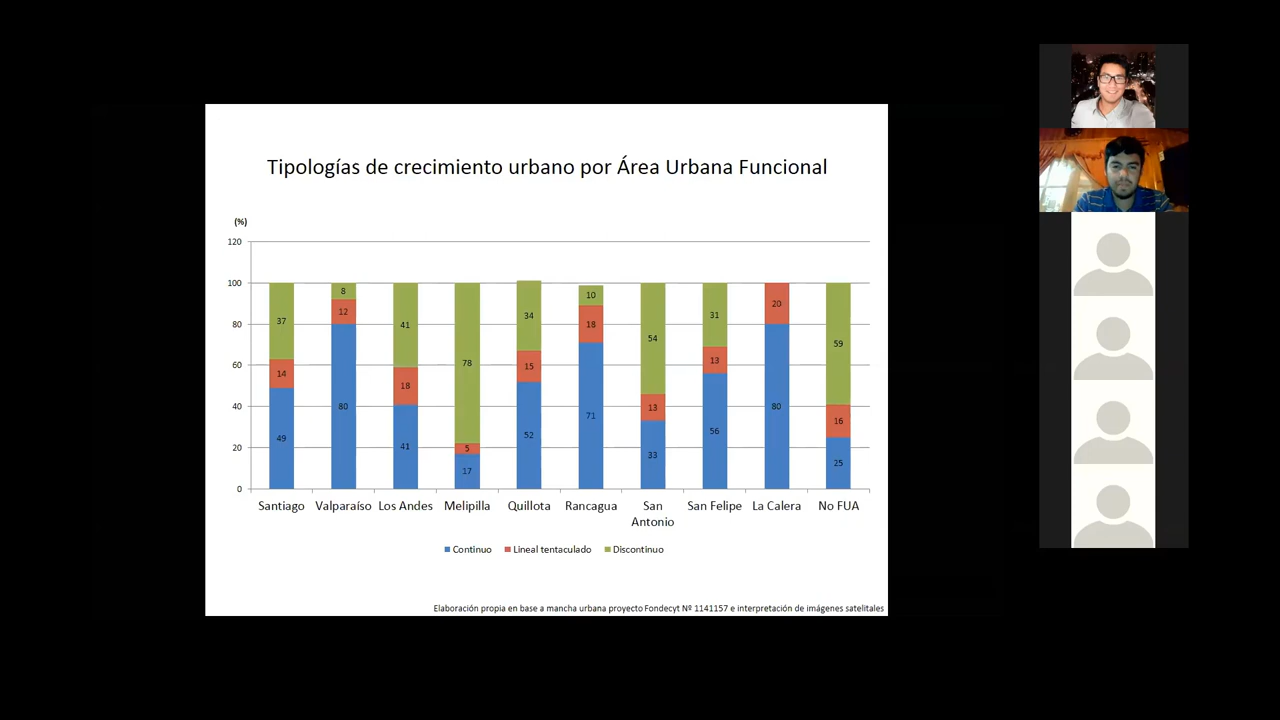 Tipologías de crecimiento urbano por Área Urbana Funcional
(%)
120
100
80
60
40
20
0
37
14
49
8
12
80
41
18
41
78
5
17
34
15
52
10
18
71
54
13
33
31
13
56
20
80
59
16
25
Santiago
Valparaíso
Los Andes
Melipilla
Quillota
Rancagua
San
Antonio
San Felipe
La Calera
No FUA
Continuo
Lineal tentaculado
Discontinuo
Elaboración propia en base a mancha urbana proyecto Fondecyt Nº 1141157 e interpretación de imágenes satelitales